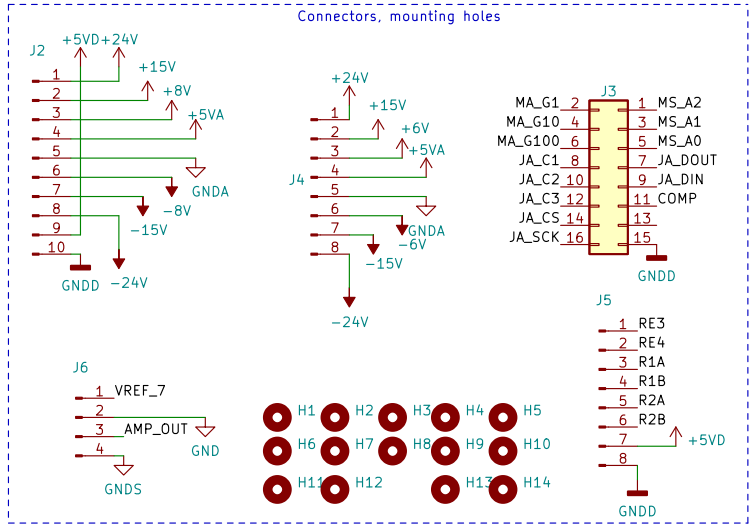 Connectors, mounting holes
J2
+5VD
+24V
+15V
+8V
+5VA
1
2
3
4
5
6
7
8
9
10
GNDA
-8V
-15V
-24V
GNDD
J4
+24V
+15V
+6V
+5VA
1
2
3
4
5
6
7
8
GNDA
-6V
-15V
-24V
J3
MA_G1 2 1 MS_A2
MA_G10 4 3 MS_A1
MA_G100 6 5 MS_A0
JA_C1 8 7 JA_DOUT
JA_C2 10 9 JA_DIN
JA_C3 12 11 COMP
JA_CS 14 13
JA_SCK 16 15
GNDD
J5
1 RE3
2 RE4
3 R1A
4 R1B
5 R2A
6 R2B
7 +5VD
8
GNDD
J6
1 VREF_7
2
3 AMP_OUT
4
GND
GNDS
H1 H2 H3 H4 H5
H6 H7 H8 H9 H10
H11 H12 H13 H14